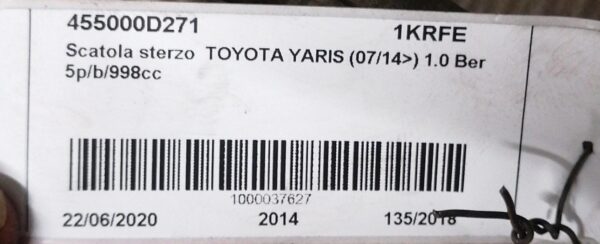 455000D271 1KRFE
Scatola sterzo TOYOTA YARIS (07/14>) 1.0 Ber
5p/b/998cc
1000037627
22/06/2020 2014 135/2018